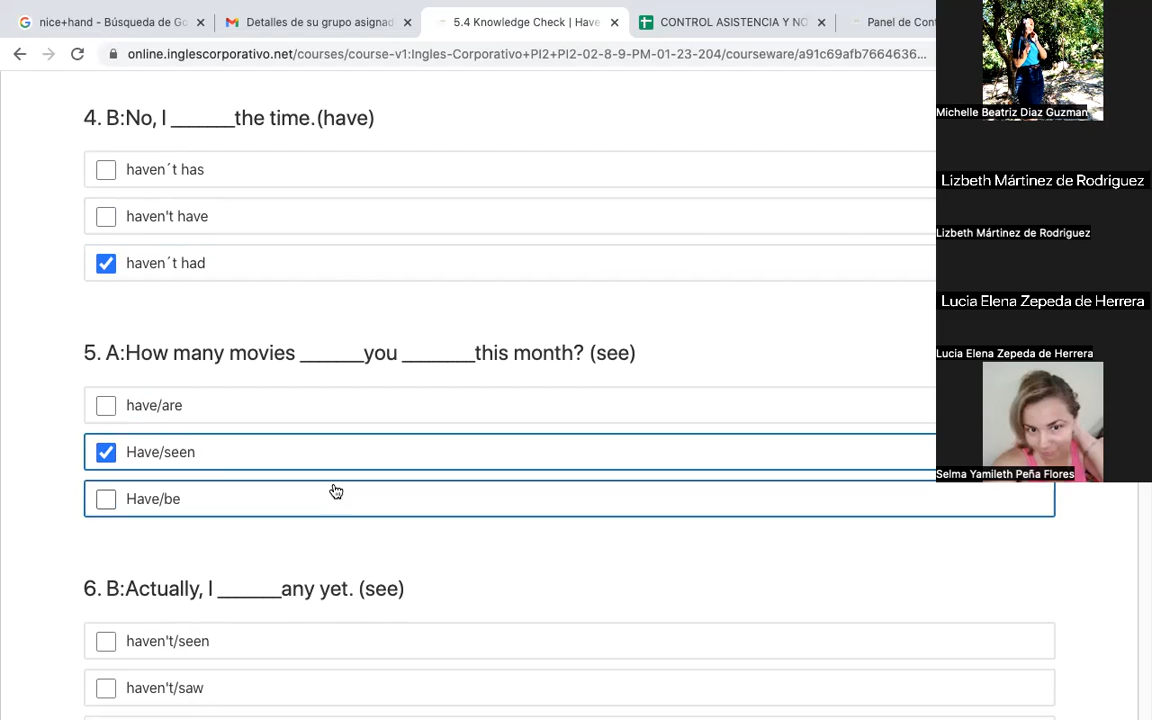 nice+hand - Búsqueda de Go
Detalles de su grupo asignad
5.4 Knowledge Check | Have
CONTROL ASISTENCIA Y NO
Panel de Cont
online.inglescorporativo.net/courses/course-v1:Ingles-Corporativo+PI2+PI2-02-8-9-PM-01-23-204/courseware/a91c69afb7664636...
4. B:No, I _______the time.(have)
haven´t has
haven't have
haven´t had
5. A:How many movies _______you ________this month? (see)
have/are
Have/seen
Have/be
6. B:Actually, I _______any yet. (see)
haven't/seen
haven't/saw
Michelle Beatriz Diaz Guzman
Lizbeth Mártinez de Rodriguez
Lizbeth Mártinez de Rodriguez
Lucia Elena Zepeda de Herrera
Lucia Elena Zepeda de Herrera
Selma Yamileth Peña Flores